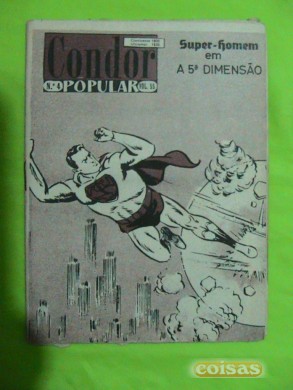 Condor
POPULAR
Super-Homem
em
A 5ª DIMENSÃO
coisas